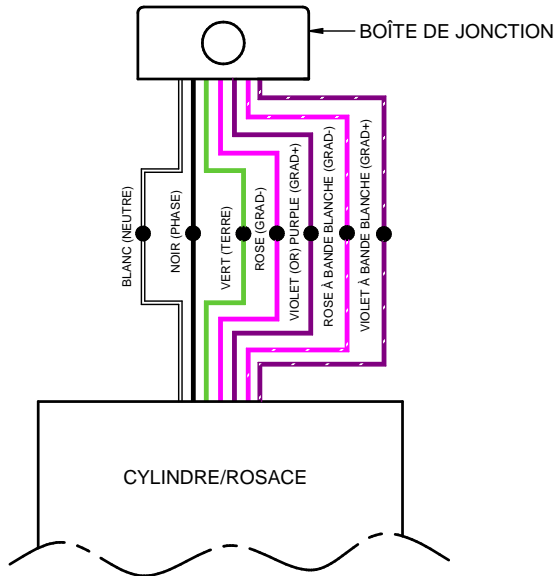 BOÎTE DE JONCTION
BLANC (NEUTRE)
NOIR (PHASE)
VERT (TERRE)
ROSE (GRAD-)
VIOLET (OR) PURPLE (GRAD+)
ROSE À BANDE BLANCHE (GRAD-)
VIOLET À BANDE BLANCHE (GRAD+)
CYLINDRE/ROSACE